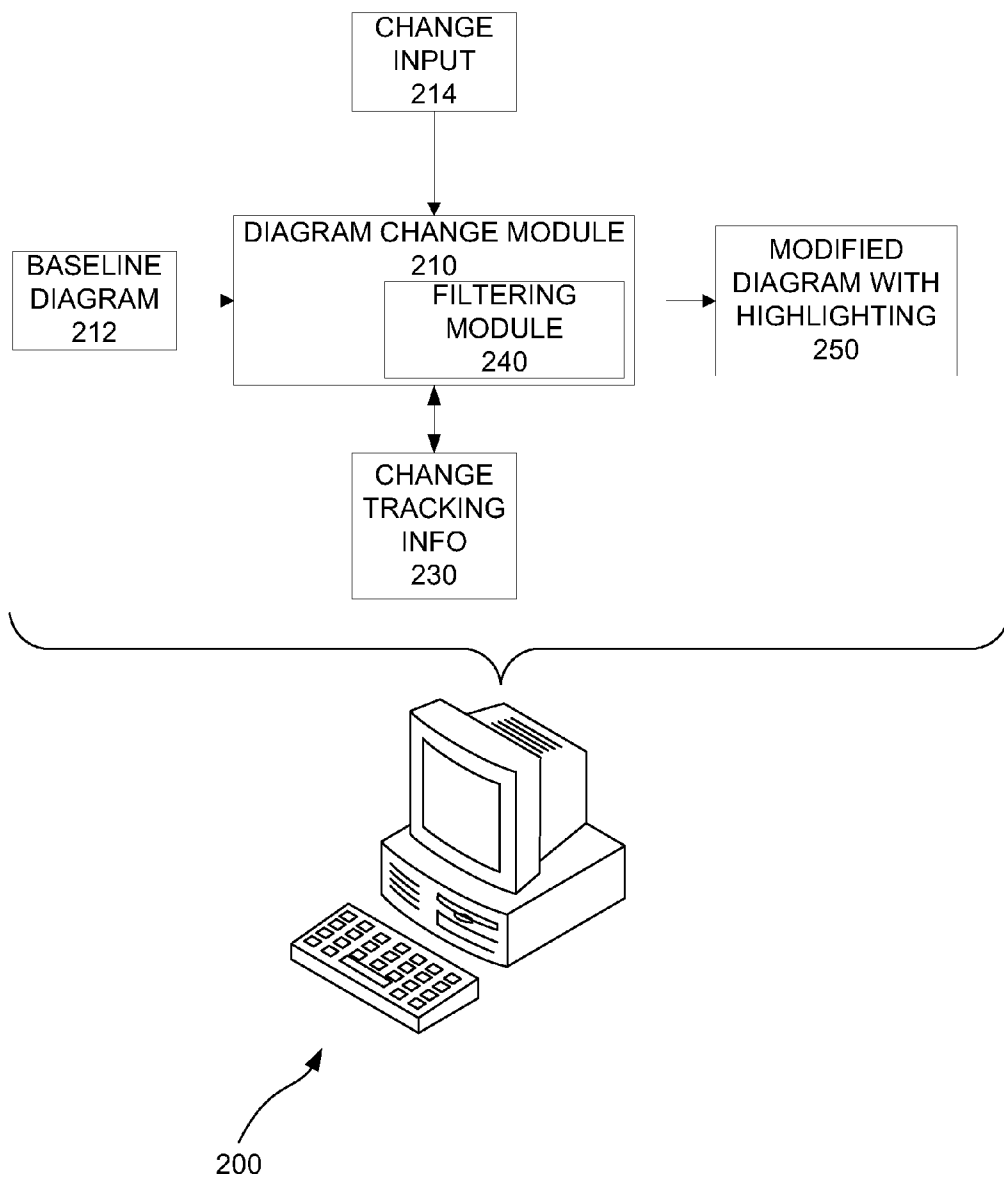 CHANGE
INPUT
214
DIAGRAM CHANGE MODULE
210
BASELINE
DIAGRAM
212
FILTERING
MODULE
240
MODIFIED
DIAGRAM WITH
HIGHLIGHTING
250
CHANGE
TRACKING
INFO
230
200